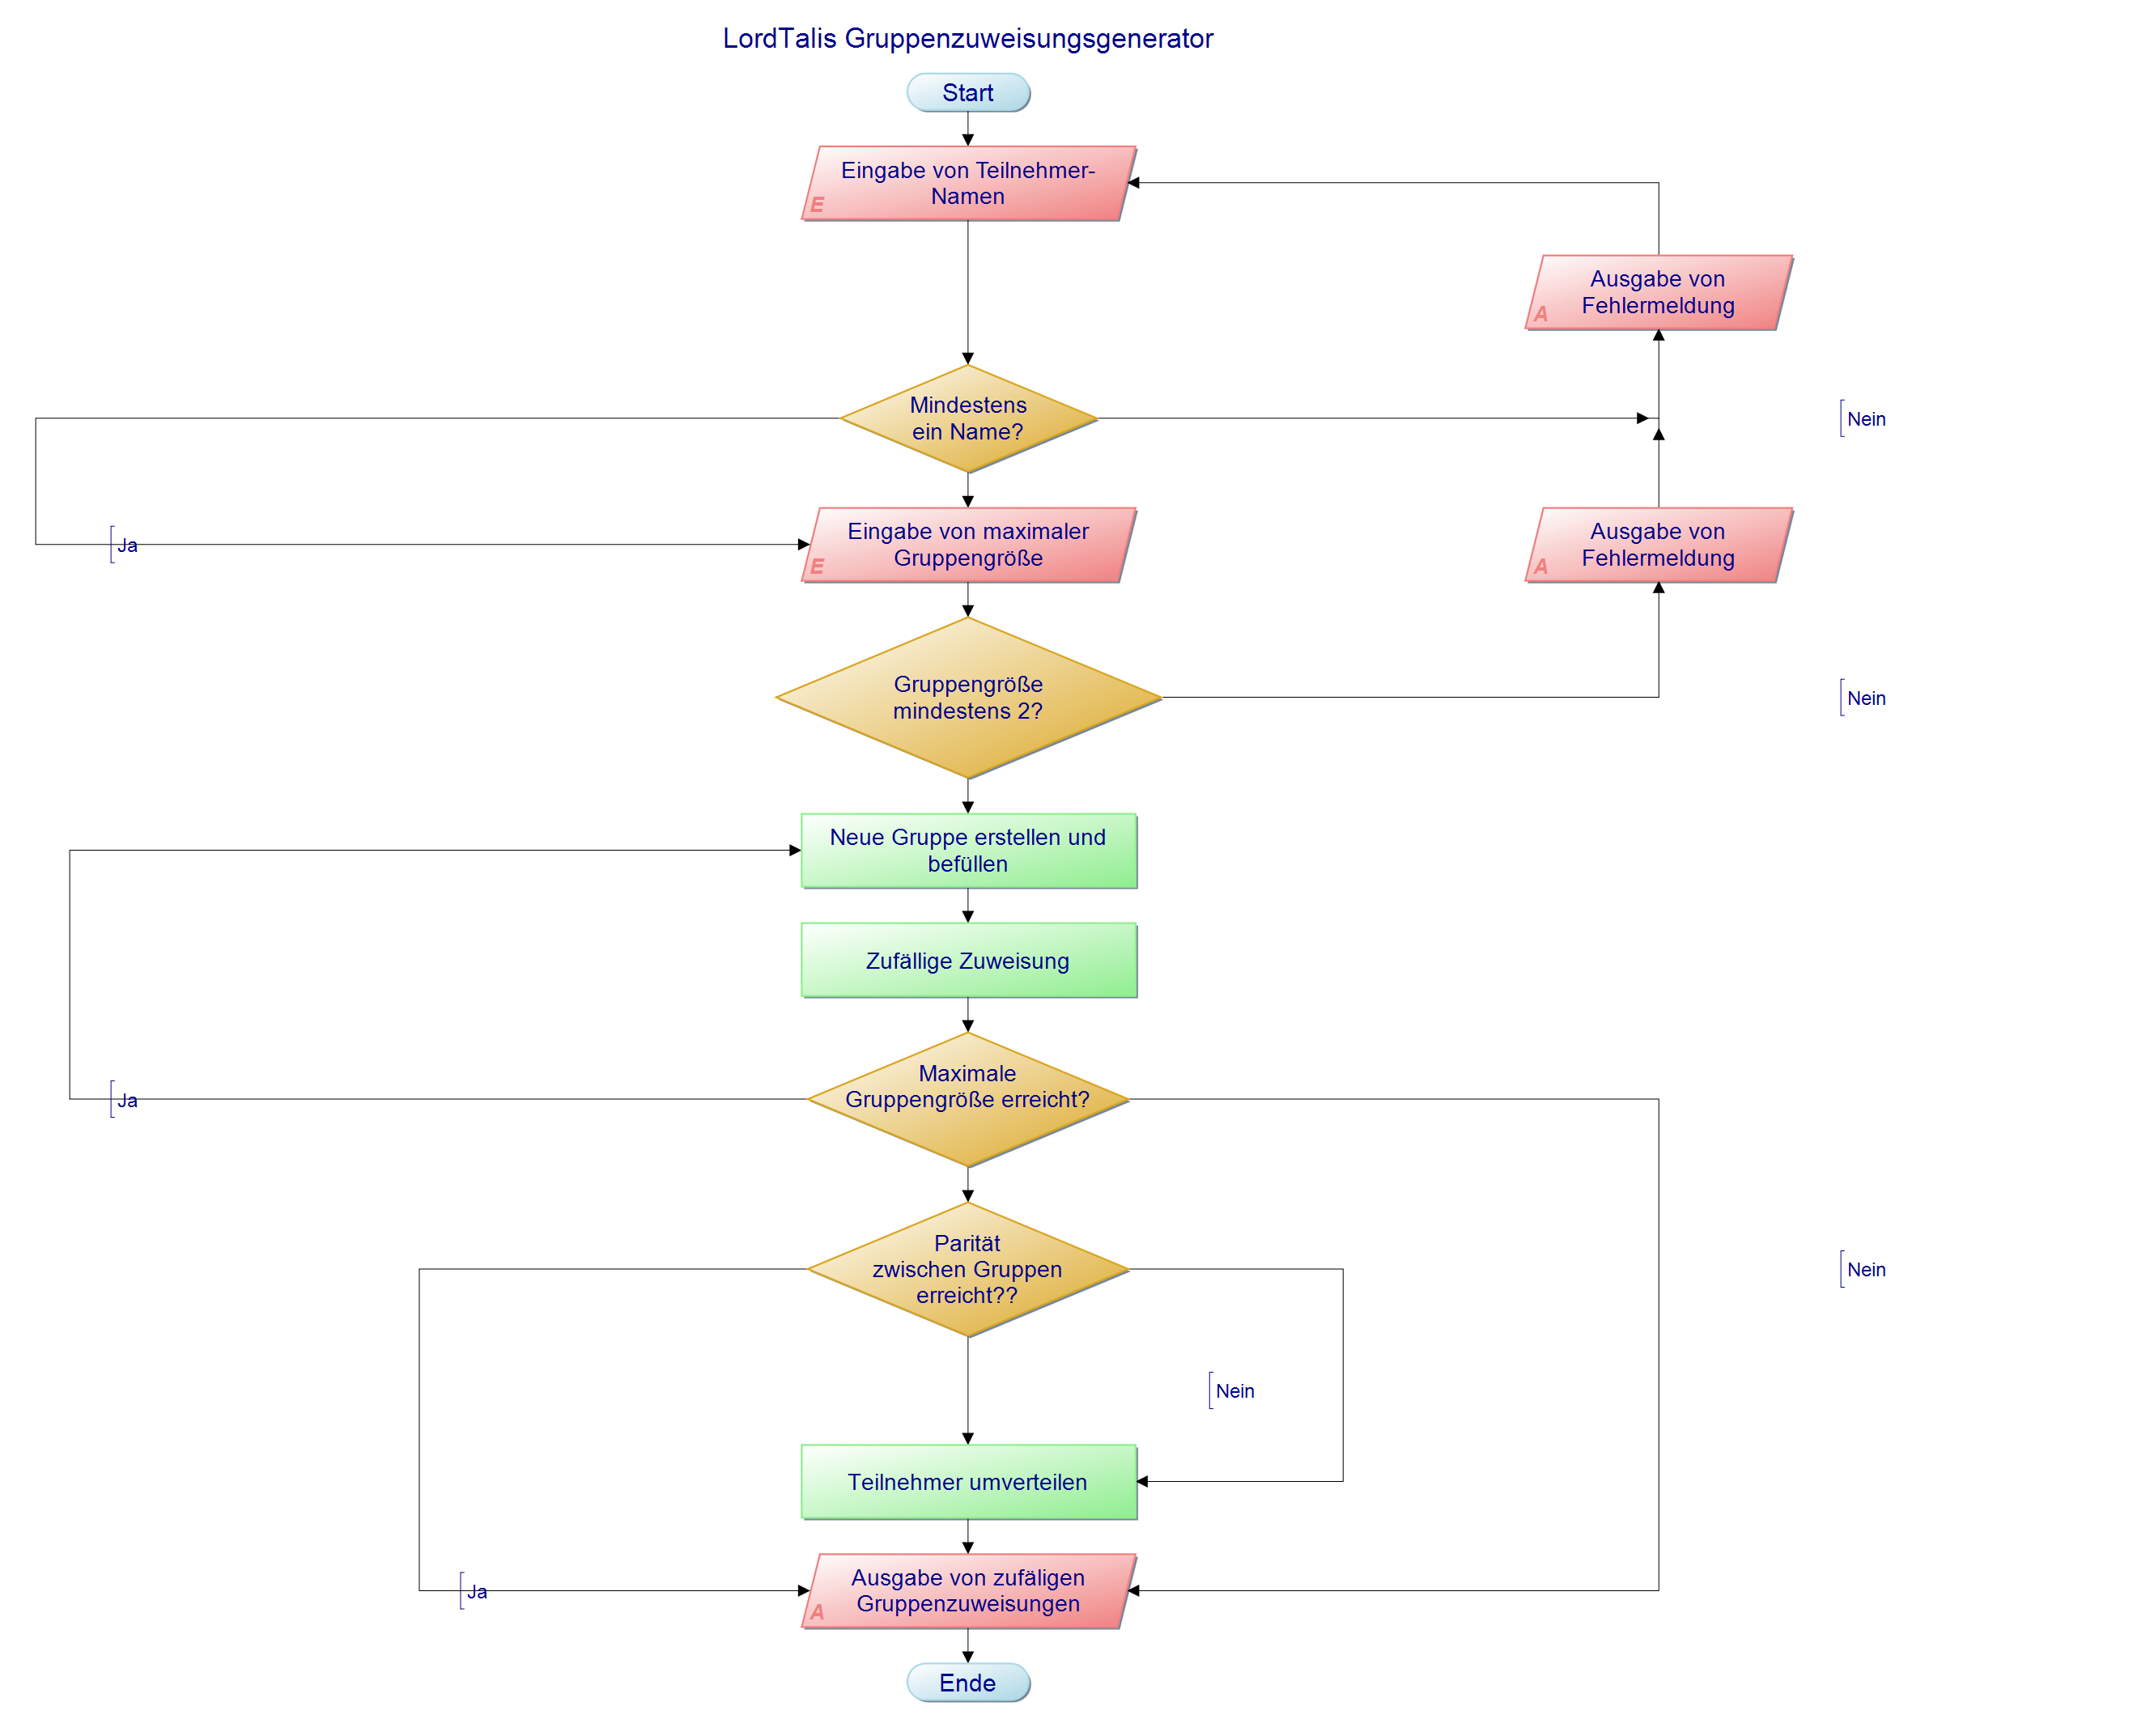 LordTalis Gruppenzuweisungsgenerator
Start
Eingabe von Teilnehmer-
Namen
E
Ausgabe von
Fehlermeldung
A
Mindestens
ein Name?
Nein
Ja
Eingabe von maximaler
Gruppengröße
E
Ausgabe von
Fehlermeldung
A
Gruppengröße
mindestens 2?
Nein
Neue Gruppe erstellen und
befüllen
Zufällige Zuweisung
Maximale
Gruppengröße erreicht?
Ja
Parität
zwischen Gruppen
erreicht??
Nein
Nein
Teilnehmer umverteilen
Ja
Ausgabe von zufäligen
Gruppenzuweisungen
A
Ende